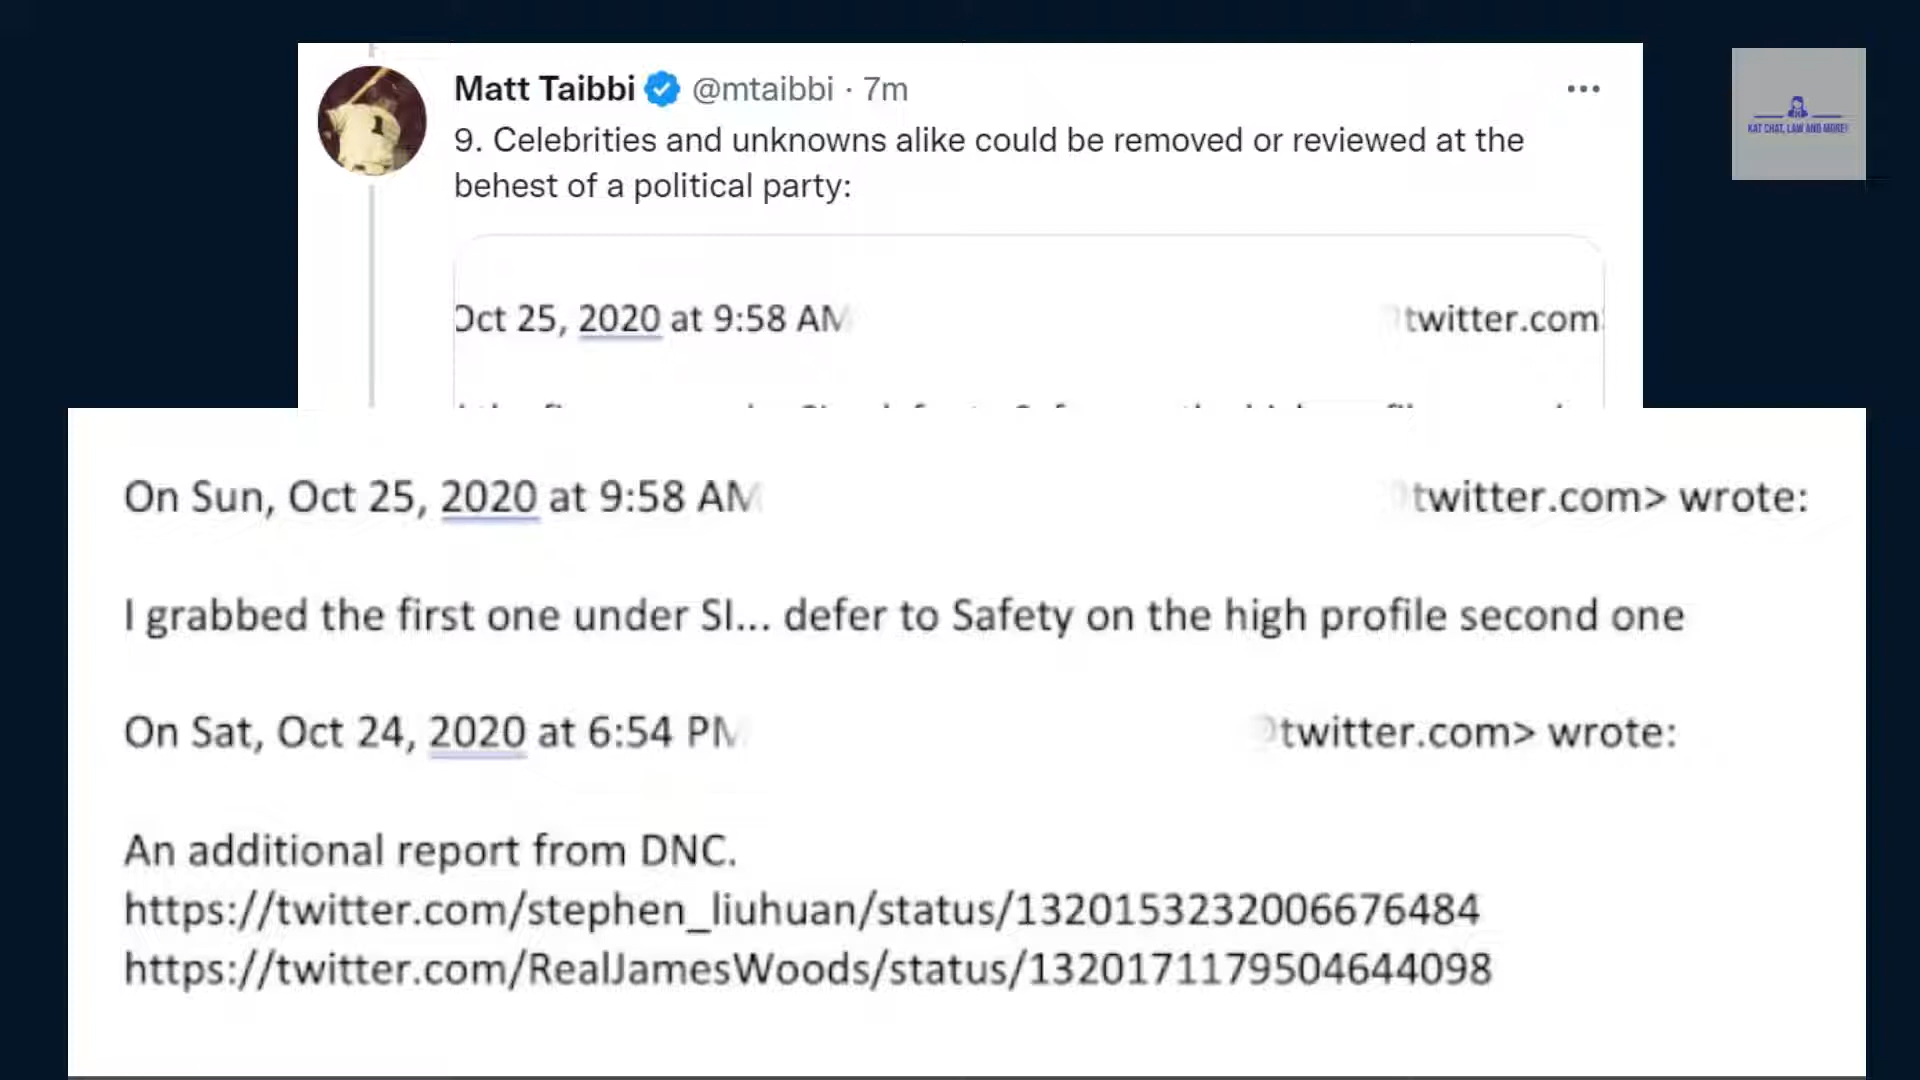 Matt Taibbi @mtaibbi · 7m
9. Celebrities and unknowns alike could be removed or reviewed at the
behest of a political party:
Oct 25, 2020 at 9:58 AM twitter.com
KAT CHAT, LAW AND MORE!
On Sun, Oct 25, 2020 at 9:58 AM twitter.com> wrote:
I grabbed the first one under SI... defer to Safety on the high profile second one
On Sat, Oct 24, 2020 at 6:54 PM @twitter.com> wrote:
An additional report from DNC.
https://twitter.com/stephen_liuhuan/status/1320153232006676484
https://twitter.com/RealJamesWoods/status/1320171179504644098